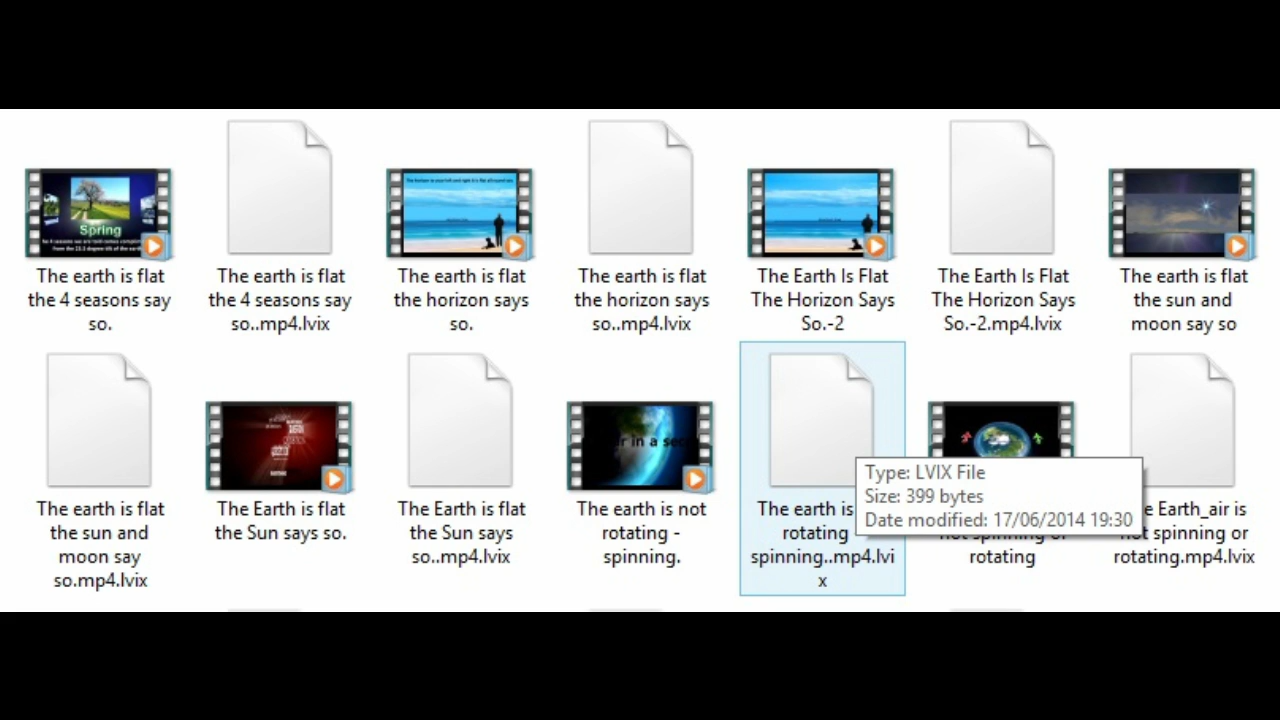 Spring
The earth is flat
the 4 seasons say
so.
The earth is flat
the 4 seasons say
so..mp4.lvix
The earth is flat
the horizon says
so.
The earth is flat
the horizon says
so..mp4.lvix
The Earth Is Flat
The Horizon Says
So.-2
The Earth Is Flat
The Horizon Says
So.-2.mp4.lvix
The earth is flat
the sun and
moon say so
The earth is flat
the sun and
moon say
so.mp4.lvix
The Earth is flat
the Sun says so.
The Earth is flat
the Sun says
so..mp4.lvix
r in a sec
The earth is not
rotating -
spinning.
The earth is
rotating
spinning..mp4.lvi
x
Type: LVIX File
Size: 399 bytes
Date modified: 17/06/2014 19:30
not spinning or
rotating
e Earth_air is
not spinning or
rotating.mp4.lvix